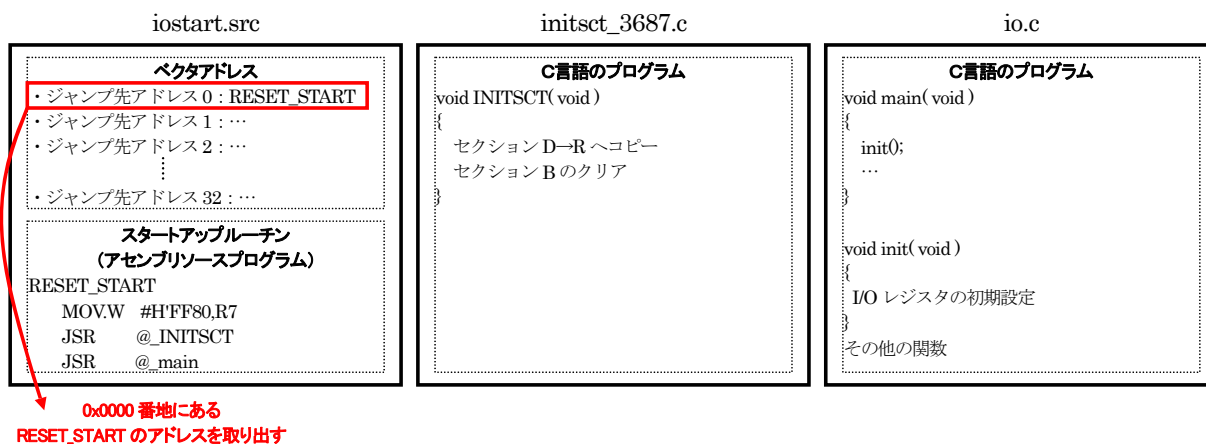 iostart.src
ベクタアドレス
・ジャンプ先アドレス 0：RESET_START
・ジャンプ先アドレス 1：…
・ジャンプ先アドレス 2：…
⋮
・ジャンプ先アドレス 32：…
スタートアップルーチン
（アセンブリソースプログラム）
RESET_START
MOV.W #H'FF80,R7
JSR @_INITSCT
JSR @_main
0x0000 番地にある
RESET_START のアドレスを取り出す
initsct_3687.c
C言語のプログラム
void INITSCT( void )
{
セクション D→R へコピー
セクション B のクリア
}
io.c
C言語のプログラム
void main( void )
{
init();
…
}
void init( void )
{
I/O レジスタの初期設定
}
その他の関数